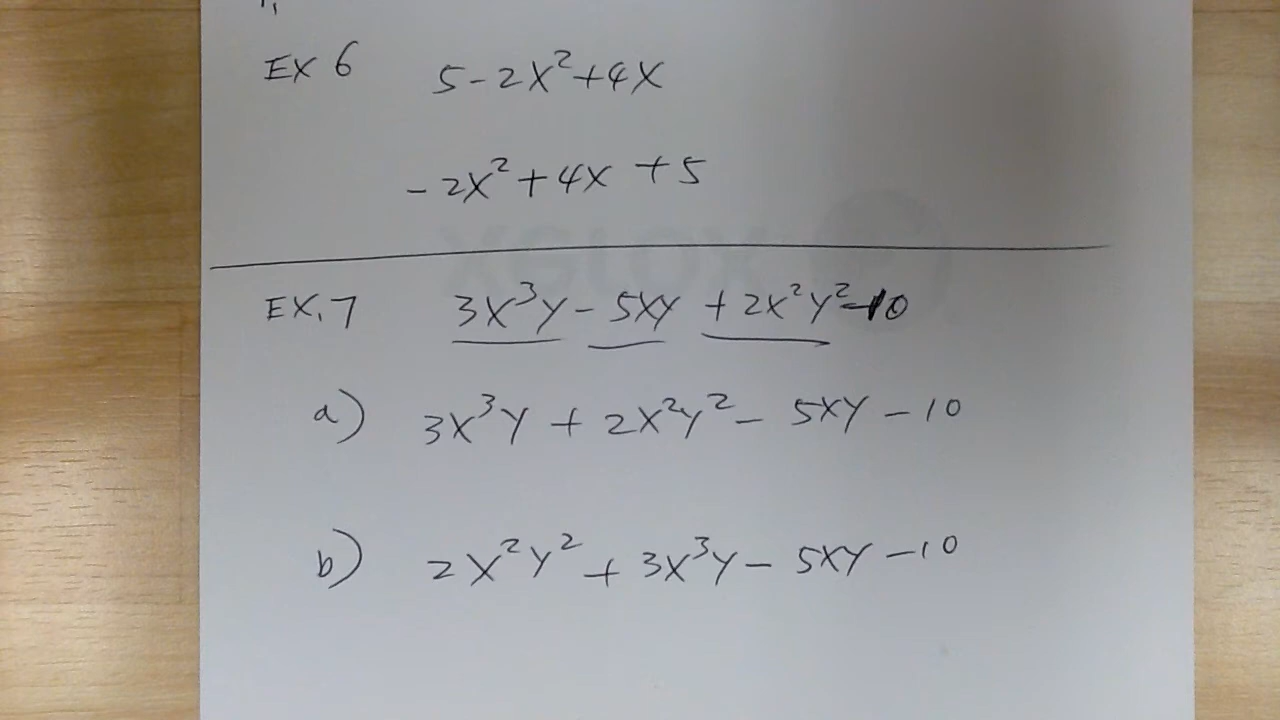 EX 6 5-2X²+4X
-2X²+4X+5
EX.7 3X³Y-5XY+2X²Y²-10
a) 3X³Y+2X²Y²-5XY-10
b) 2X²Y²+3X³Y-5XY-10